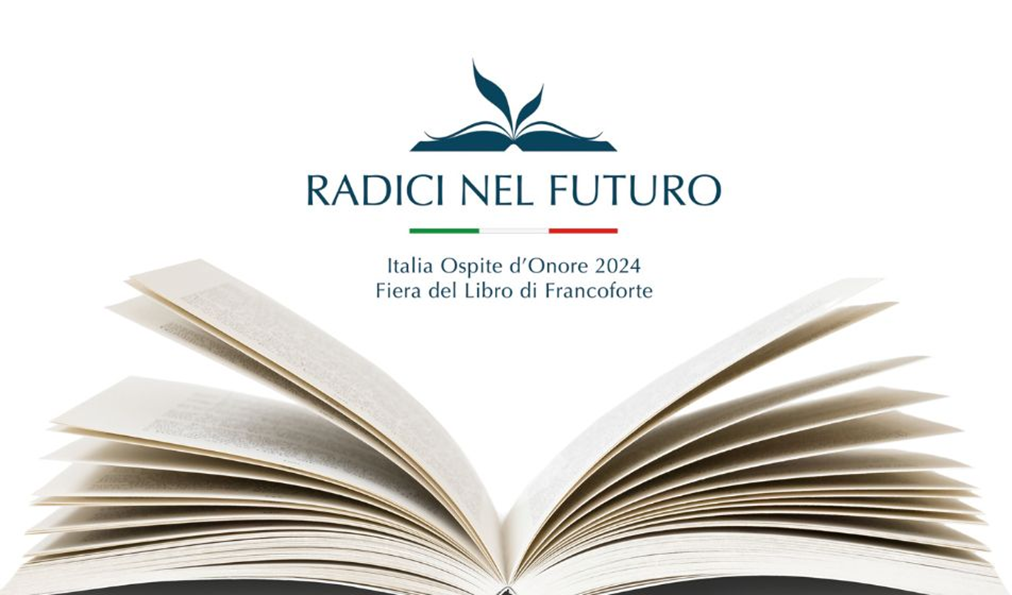 RADICI NEL FUTURO
Italia Ospite d'Onore 2024
Fiera del Libro di Francoforte